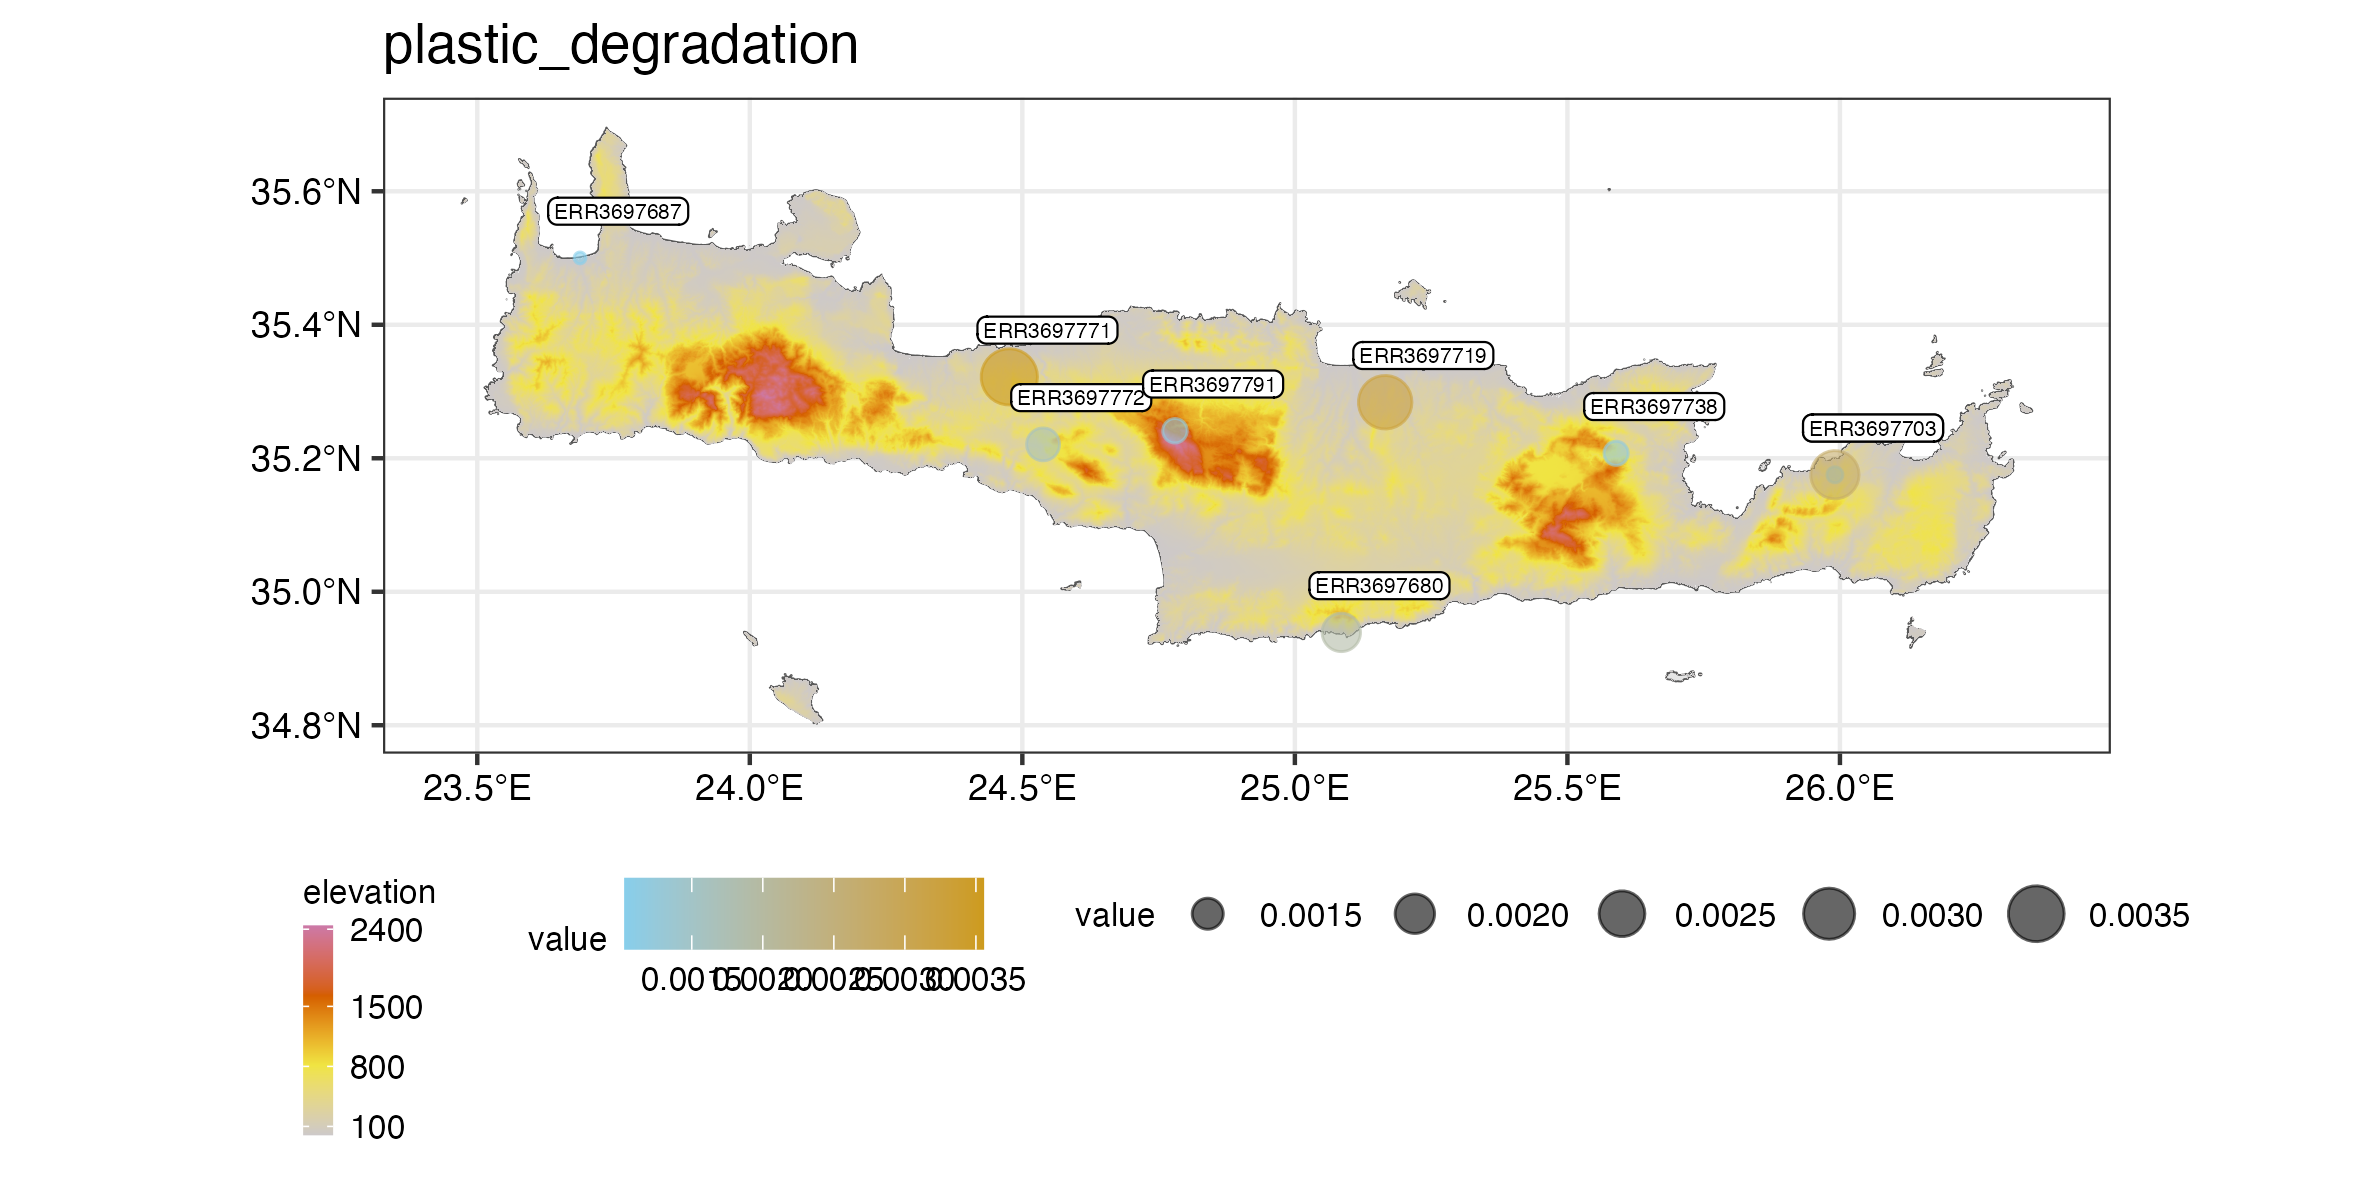 plastic_degradation
35.6°N
35.4°N
35.2°N
35.0°N
34.8°N
ERR3697687
ERR3697771
ERR3697719
ERR3697791
ERR3697772
ERR3697738
ERR3697703
ERR3697680
23.5°E 24.0°E 24.5°E 25.0°E 25.5°E 26.0°E
elevation
2400
1500
800
100
value
0.0015 0.0020 0.0025 0.0030 0.0035
value 0.0015 0.0020 0.0025 0.0030 0.0035